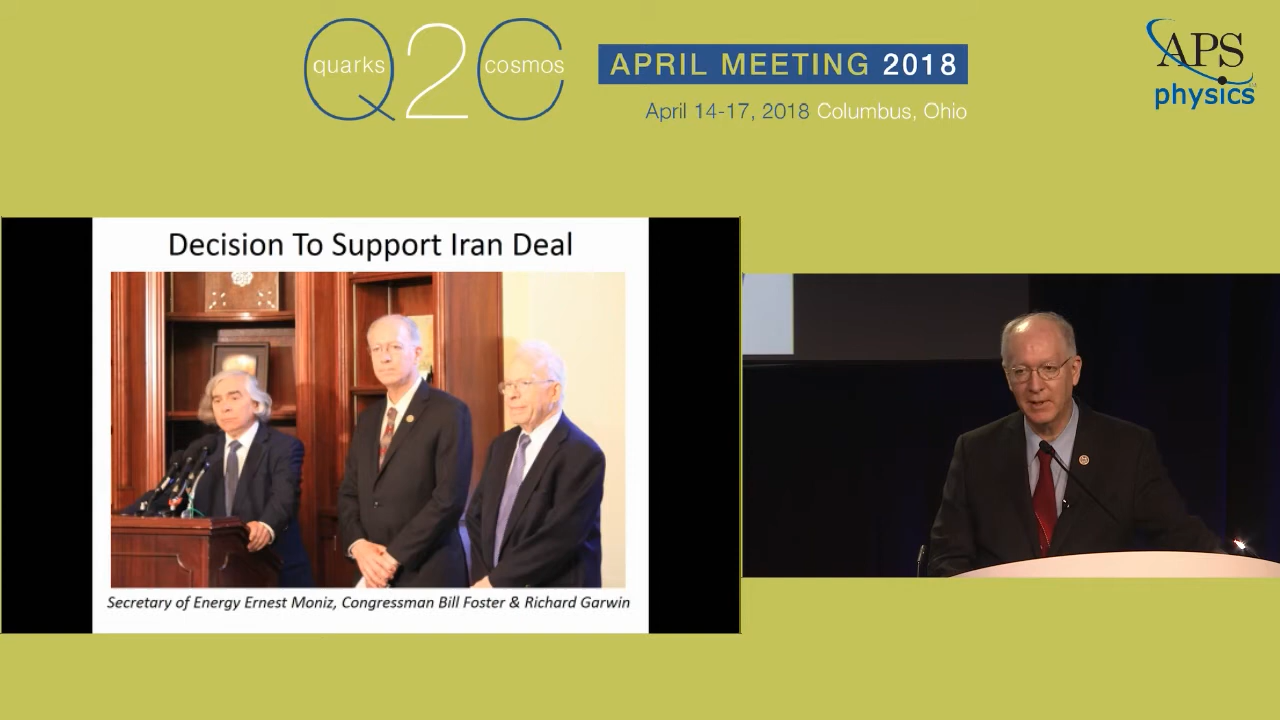 quarks 2 cosmos
APRIL MEETING 2018
April 14-17, 2018 Columbus, Ohio
APS
physics
Decision To Support Iran Deal
Secretary of Energy Ernest Moniz, Congressman Bill Foster & Richard Garwin